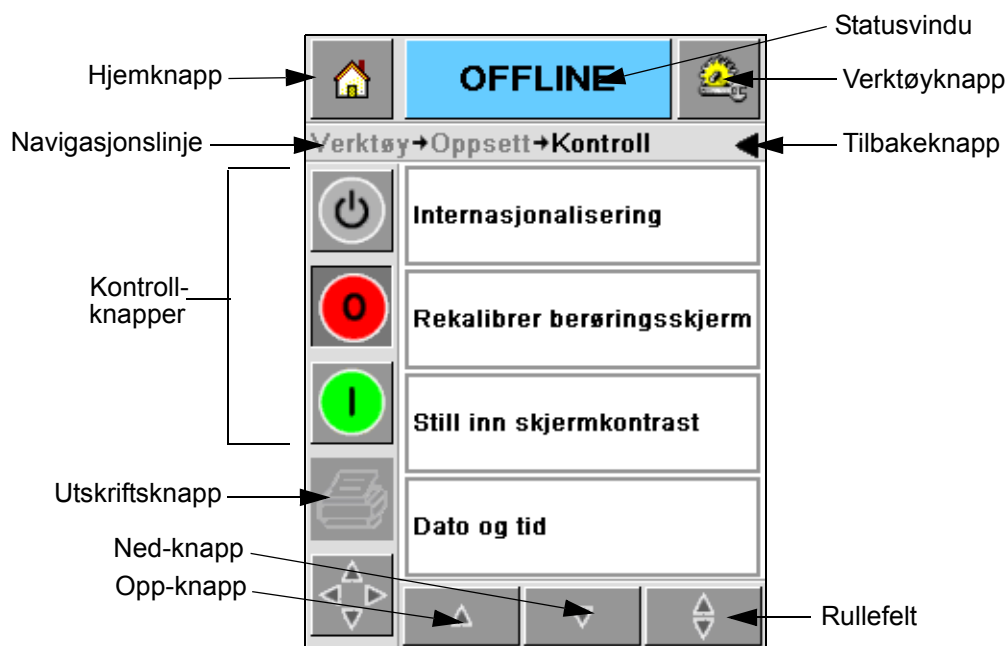 Statusvindu
Hjemknapp
OFFLINE
Verktøyknapp
Navigasjonslinje
Verktøy→Oppsett→Kontroll
Tilbakeknapp
Internasjonalisering
Kontroll-
knapper
O
Rekalibrer berøringsskjerm
I
Still inn skjermkontrast
Utskriftsknapp
Dato og tid
Ned-knapp
Opp-knapp
Rullefelt